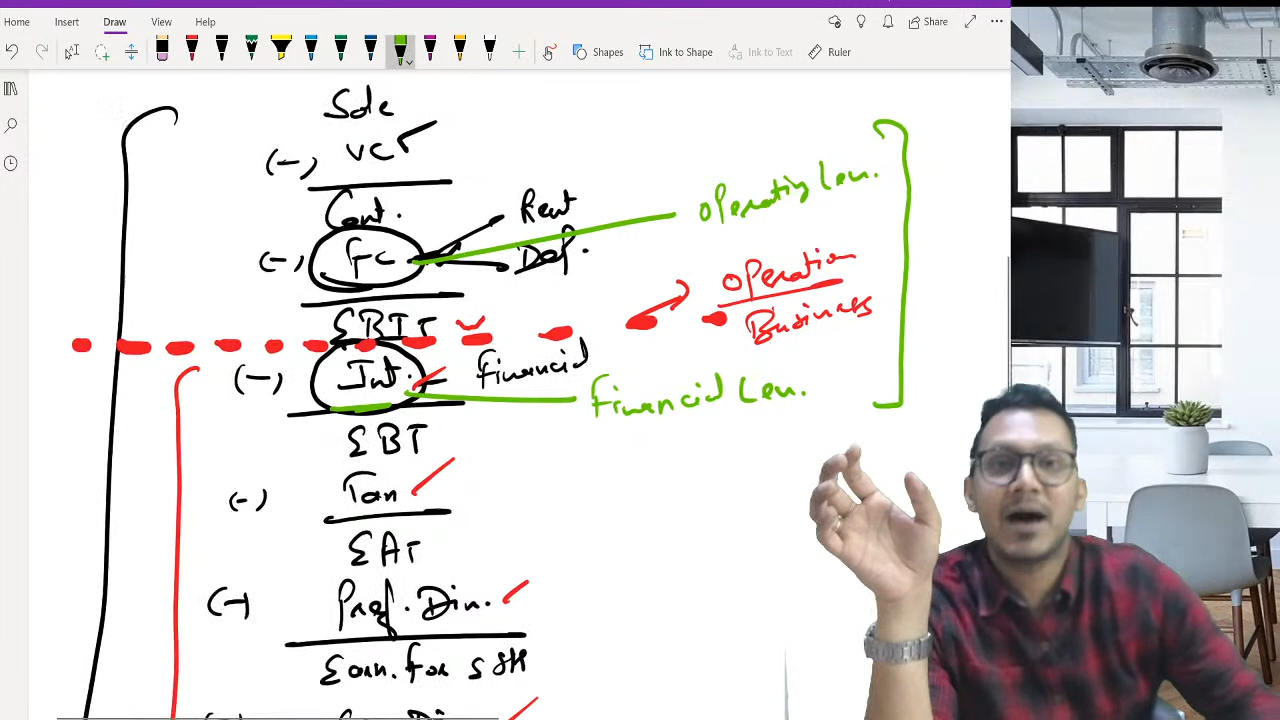 Home Insert Draw View Help Share
Shapes Ink to Shape Ink to Text Ruler
Sale
(-) VC
Cont.
(-) FC Rent
Dep.
Operating Lev.
EBIT
Operation
Business
(-) Int. Financial
Financial Lev.
EBT
(-) Tax
EAT
(-) Pref. Div.
Earn. For ESH